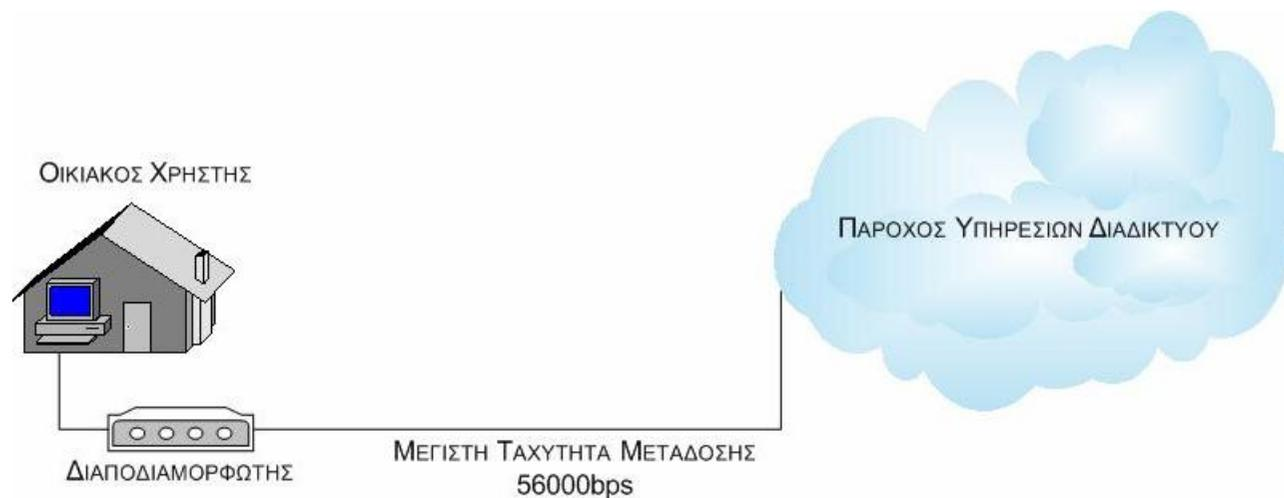 ΟΙΚΙΑΚΟΣ ΧΡΗΣΤΗΣ
ΠΑΡΟΧΟΣ ΥΠΗΡΕΣΙΩΝ ΔΙΑΔΙΚΤΥΟΥ
ΔΙΑΠΟΔΙΑΜΟΡΦΩΤΗΣ
ΜΕΓΙΣΤΗ ΤΑΧΥΤΗΤΑ ΜΕΤΑΔΟΣΗΣ
56000bps